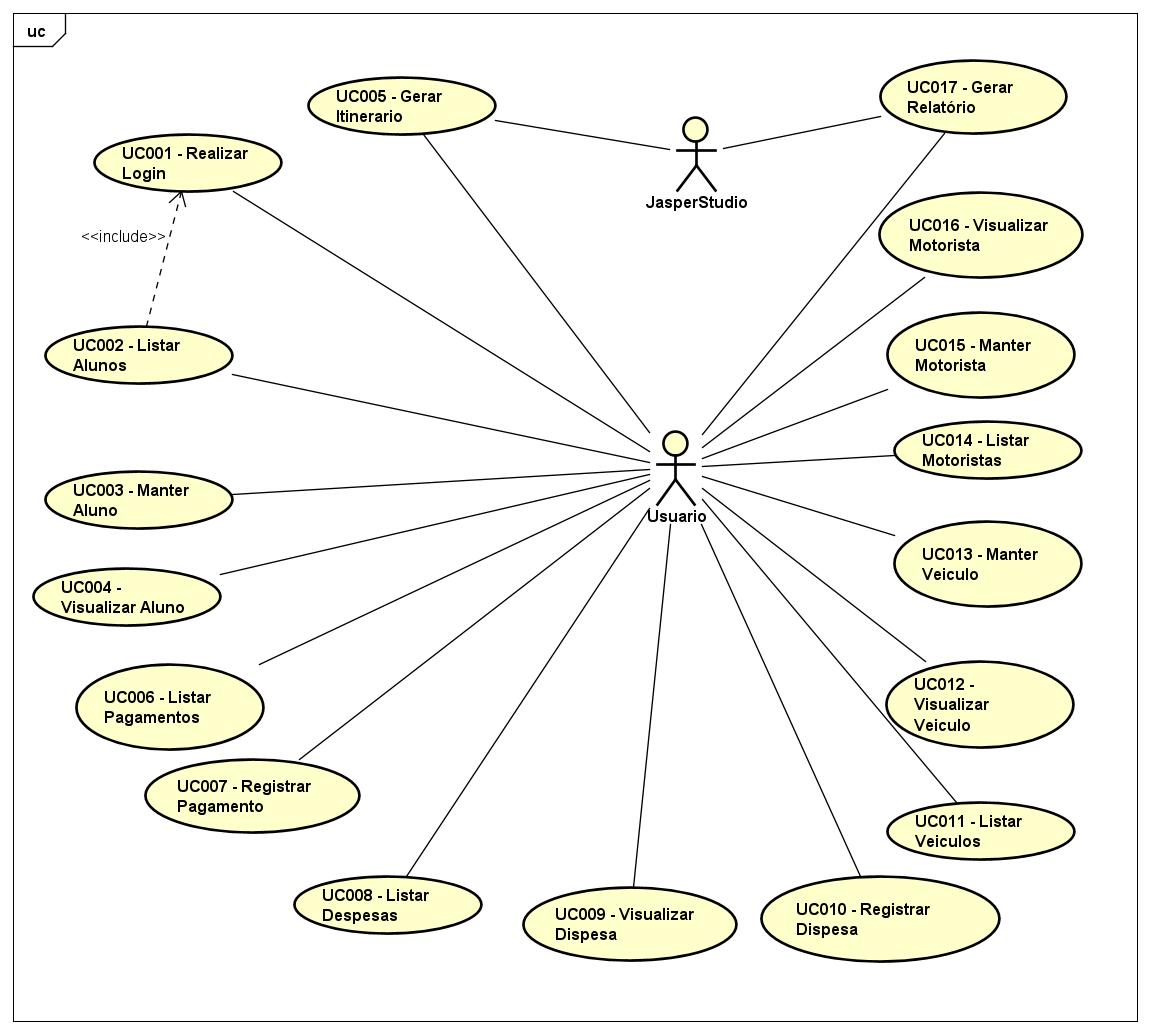 uc
UC005 - Gerar
Itinerario
UC017 - Gerar
Relatório
UC001 - Realizar
Login
JasperStudio
<<include>>
UC016 - Visualizar
Motorista
UC002 - Listar
Alunos
UC015 - Manter
Motorista
UC014 - Listar
Motoristas
UC003 - Manter
Aluno
Usuario
UC013 - Manter
Veiculo
UC004 -
Visualizar Aluno
UC006 - Listar
Pagamentos
UC012 -
Visualizar
Veiculo
UC007 - Registrar
Pagamento
UC011 - Listar
Veiculos
UC008 - Listar
Despesas
UC009 - Visualizar
Dispesa
UC010 - Registrar
Dispesa